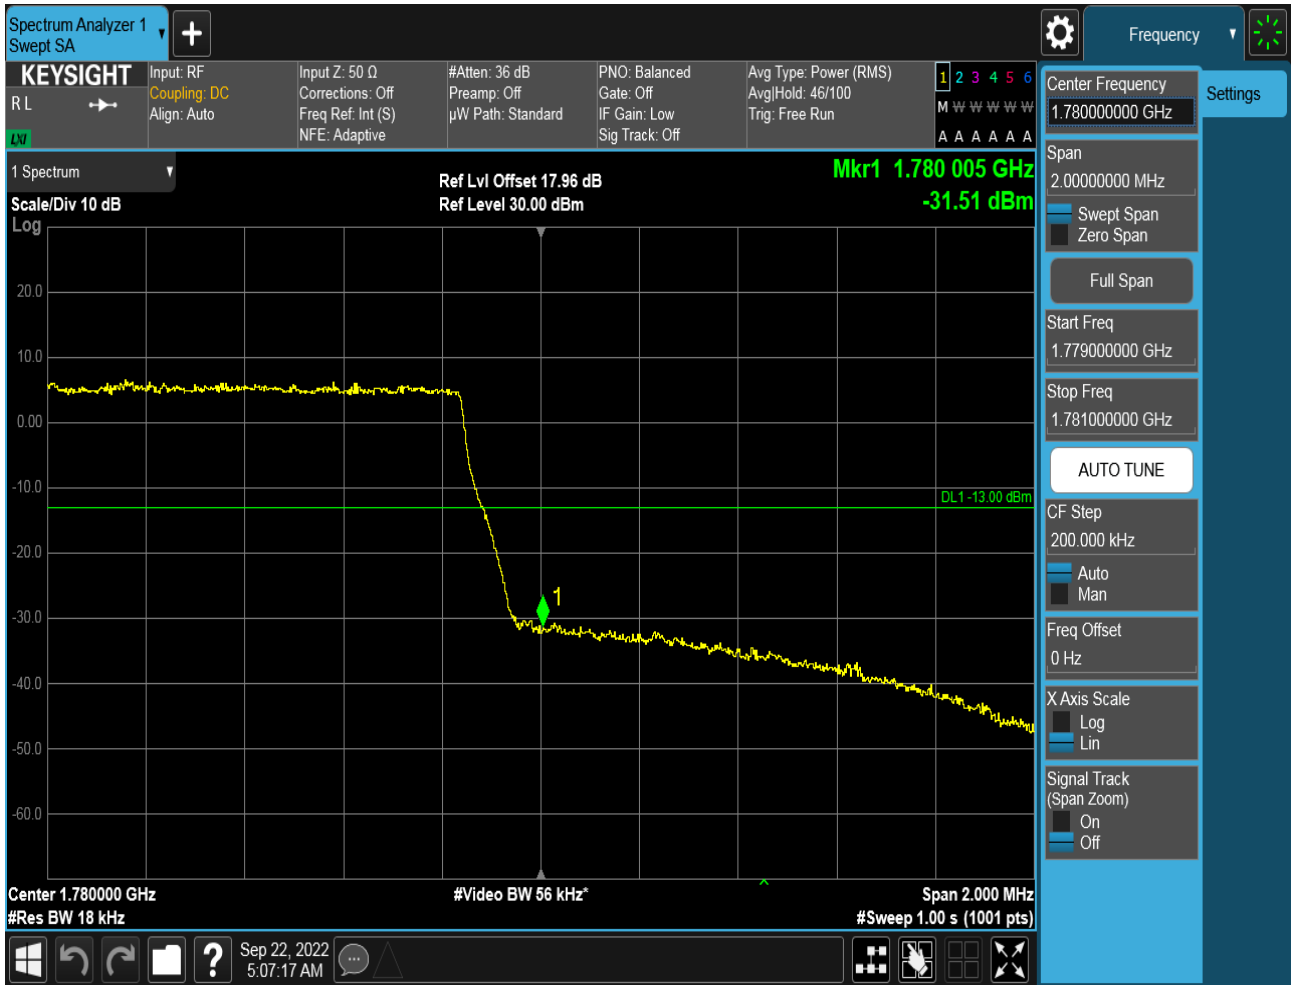 Spectrum Analyzer 1
Swept SA
Frequency
KEYSIGHT
R L
LXI
Input: RF
Coupling: DC
Align: Auto
Input Z: 50 Ω
Corrections: Off
Freq Ref: Int (S)
NFE: Adaptive
#Atten: 36 dB
Preamp: Off
µW Path: Standard
PNO: Balanced
Gate: Off
IF Gain: Low
Sig Track: Off
Avg Type: Power (RMS)
Avg|Hold: 46/100
Trig: Free Run
1 2 3 4 5 6
M W W W W W
A A A A A A
1 Spectrum
Scale/Div 10 dB
Log
Ref Lvl Offset 17.96 dB
Ref Level 30.00 dBm
Mkr1 1.780 005 GHz
-31.51 dBm
20.0
10.0
0.00
-10.0
-20.0
-30.0
-40.0
-50.0
-60.0
DL1 -13.00 dBm
1
Center 1.780000 GHz
#Res BW 18 kHz
#Video BW 56 kHz*
Span 2.000 MHz
#Sweep 1.00 s (1001 pts)
Center Frequency
1.780000000 GHz
Settings
Span
2.00000000 MHz
Swept Span
Zero Span
Full Span
Start Freq
1.779000000 GHz
Stop Freq
1.781000000 GHz
AUTO TUNE
CF Step
200.000 kHz
Auto
Man
Freq Offset
0 Hz
X Axis Scale
Log
Lin
Signal Track
(Span Zoom)
On
Off
?
Sep 22, 2022
5:07:17 AM